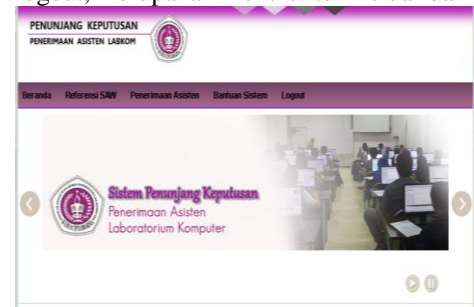 PENUNJANG KEPUTUSAN
PENERIMAAN ASISTEN LABKOM
Beranda Referensi SAW Penerimaan Asisten Bantuan Sistem Logout
Sistem Penunjang Keputusan
Penerimaan Asisten
Laboratorium Komputer